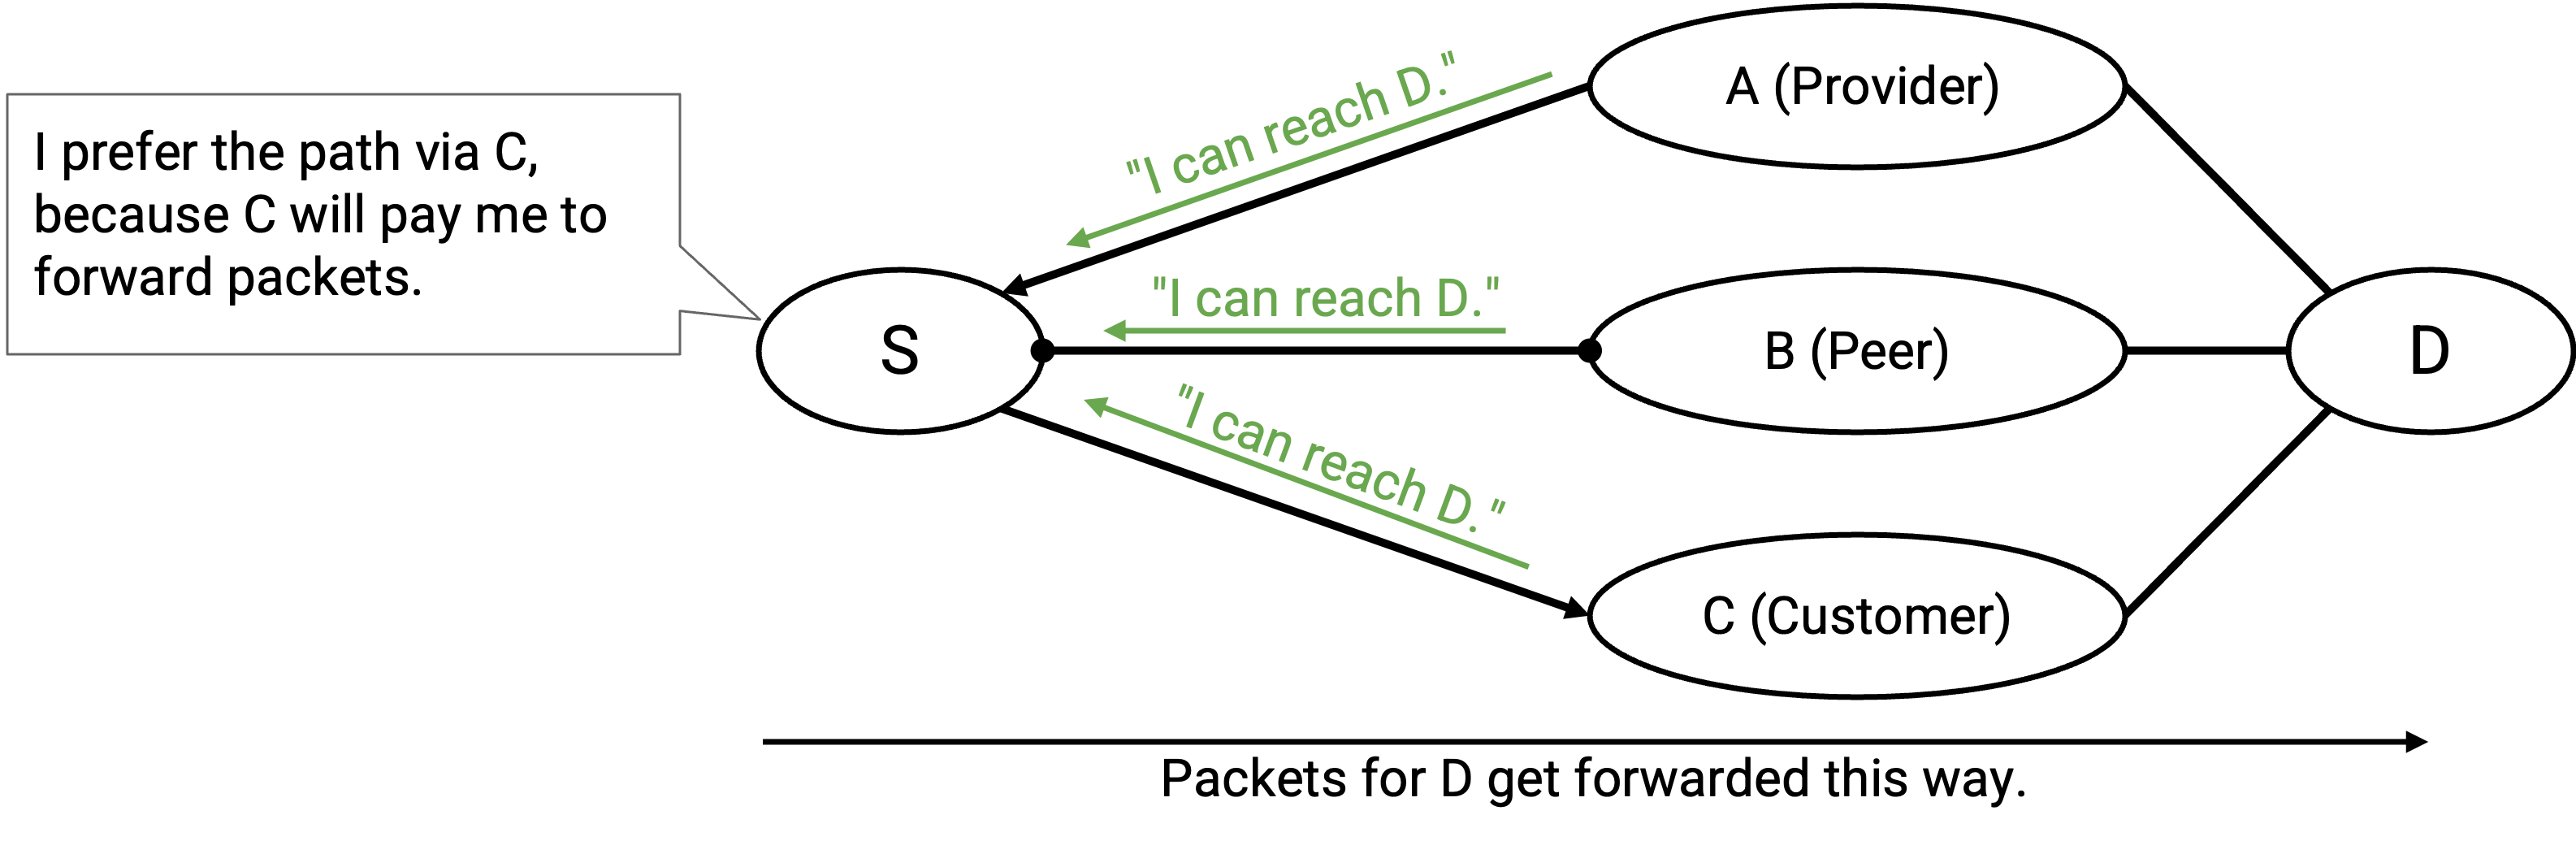 I prefer the path via C,
because C will pay me to
forward packets.
"I can reach D."
A (Provider)
"I can reach D."
S
B (Peer)
D
"I can reach D."
C (Customer)
Packets for D get forwarded this way.